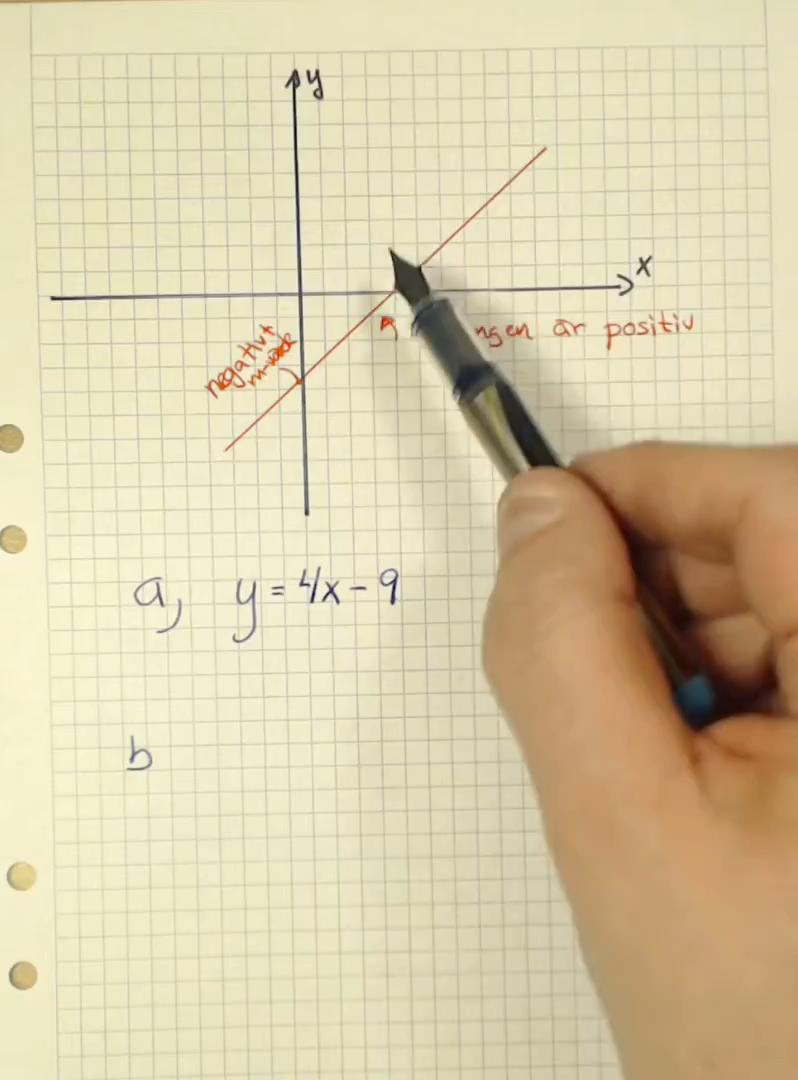 y
x
negativt
m-värde
ngen är positiv
a) y = 4x - 9
b